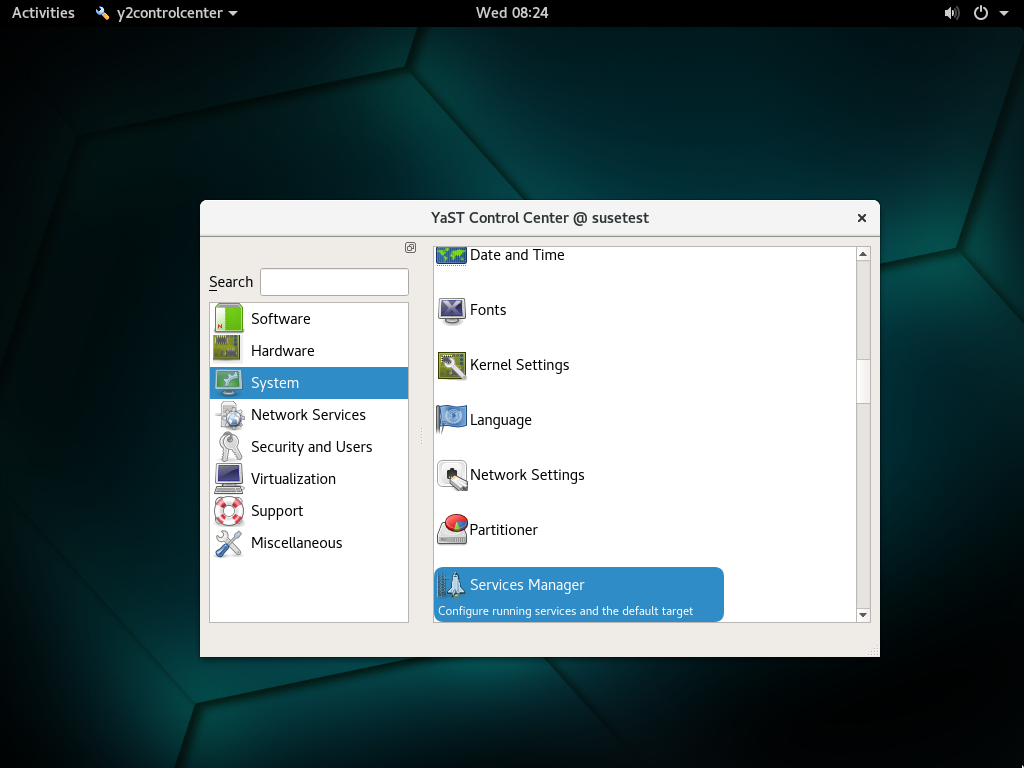 Activities
y2controlcenter
Wed 08:24
YaST Control Center @ susetest
Search
Software
Hardware
System
Network Services
Security and Users
Virtualization
Support
Miscellaneous
Date and Time
Fonts
Kernel Settings
Language
Network Settings
Partitioner
Services Manager
Configure running services and the default target